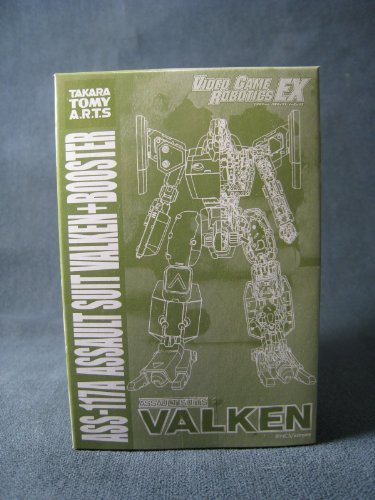 TAKARA
TOMY
A.R.T.S
VIDEO GAME
ROBOTICS EX
ASS-117A ASSAULT SUIT VALKEN+BOOSTER
ASSAULT SUITS
VALKEN